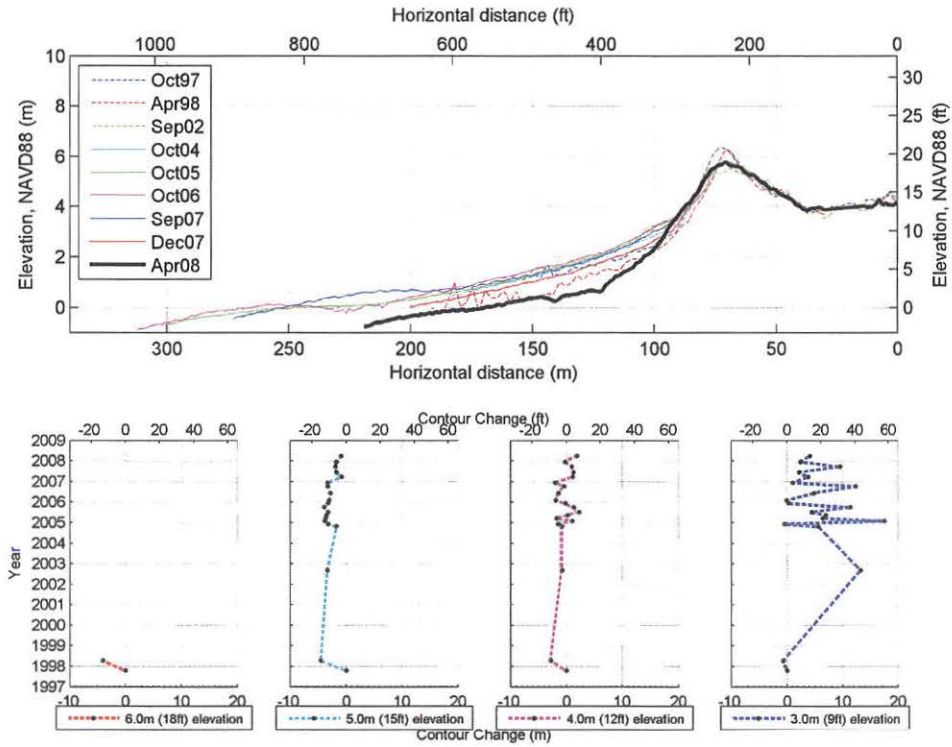 Horizontal distance (ft)
1000 800 600 400 200 0
Elevation, NAVD88 (m)
10
8
6
4
2
0
Oct97
Apr98
Sep02
Oct04
Oct05
Oct06
Sep07
Dec07
Apr08
30
20
10
0
Elevation, NAVD88 (ft)
300 250 200 150 100 50 0
Horizontal distance (m)
Contour Change (ft)
-20 0 20 40 60 -20 0 20 40 60 -20 0 20 40 60 -20 0 20 40 60
Year
2009
2008
2007
2006
2005
2004
2003
2002
2001
2000
1999
1998
1997
-10 0 10 20 -10 0 10 20 -10 0 10 20 -10 0 10 20
6.0m (18ft) elevation 5.0m (15ft) elevation 4.0m (12ft) elevation 3.0m (9ft) elevation
Contour Change (m)